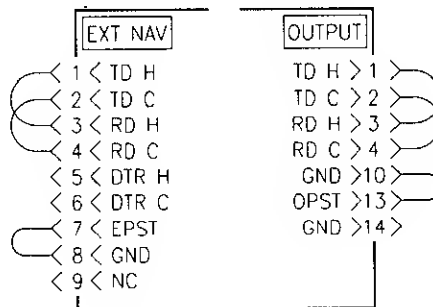 EXT NAV
1 TD H
2 TD C
3 RD H
4 RD C
5 DTR H
6 DTR C
7 EPST
8 GND
9 NC
OUTPUT
TD H 1
TD C 2
RD H 3
RD C 4
GND 10
OPST 13
GND 14